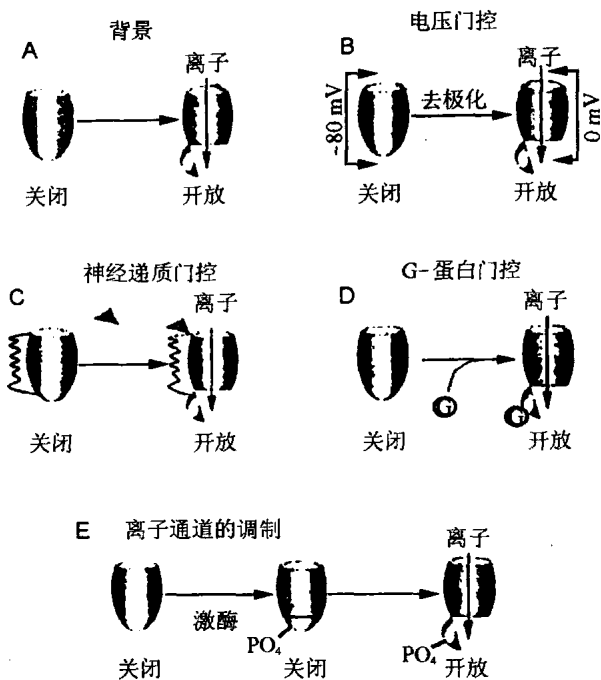 背景
A
离子
关闭
开放
电压门控
B
离子
-80 mV
去极化
0 mV
关闭
开放
神经递质门控
C
离子
关闭
开放
G-蛋白门控
D
离子
G
G
关闭
开放
E 离子通道的调制
离子
激酶
PO₄
PO₄
关闭
关闭
开放